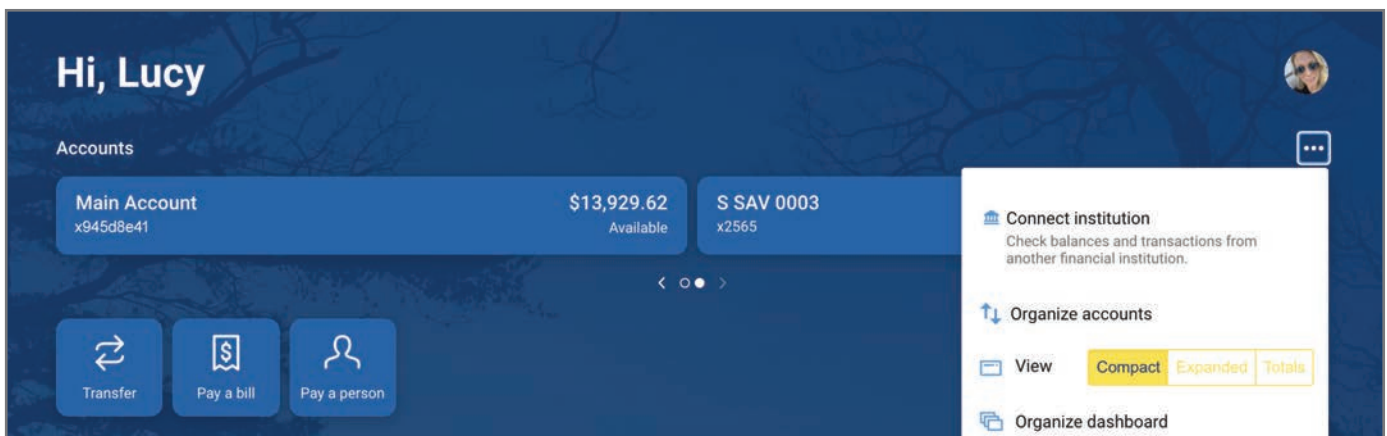 Hi, Lucy
Accounts
Main Account
$13,929.62
x945d8e41
Available
S SAV 0003
x2565
Transfer
Pay a bill
Pay a person
Connect institution
Check balances and transactions from
another financial institution.
Organize accounts
View
Compact
Expanded
Totals
Organize dashboard